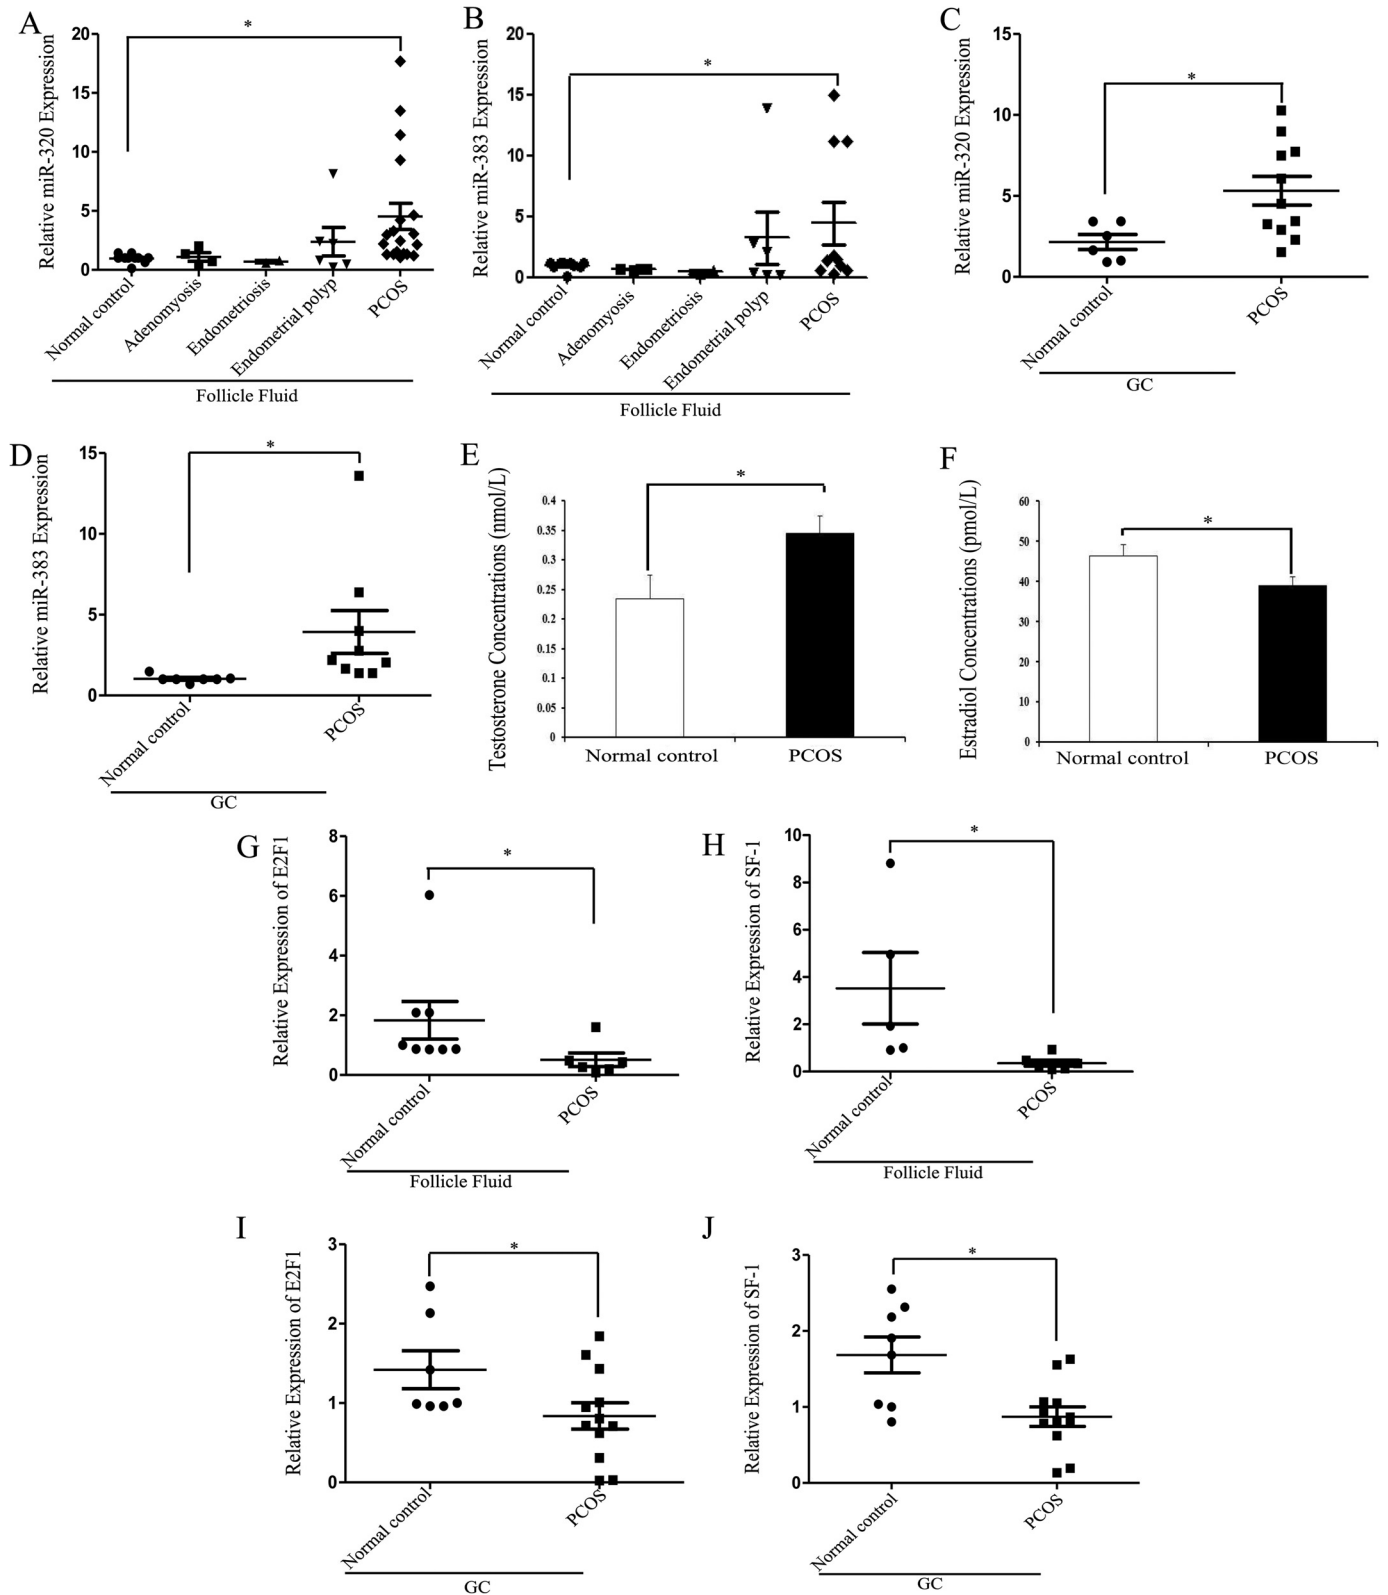 A
Relative miR-320 Expression
20
15
10
5
0
*
Normal control
Adenomyosis
Endometriosis
Endometrial polyp
PCOS
Follicle Fluid
B
Relative miR-383 Expression
20
15
10
5
0
*
Normal control
Adenomyosis
Endometriosis
Endometrial polyp
PCOS
Follicle Fluid
C
Relative miR-320 Expression
15
10
5
0
*
Normal control
PCOS
GC
D
Relative miR-383 Expression
15
10
5
0
*
Normal control
PCOS
GC
E
Testosterone Concentrations (nmol/L)
0.4
0.35
0.3
0.25
0.2
0.15
0.1
0.05
0
*
Normal control
PCOS
F
Estradiol Concentrations (pmol/L)
60
50
40
30
20
10
0
*
Normal control
PCOS
G
Relative Expression of E2F1
8
6
4
2
0
*
Normal control
PCOS
Follicle Fluid
H
Relative Expression of SF-1
10
8
6
4
2
0
*
Normal control
PCOS
Follicle Fluid
I
Relative Expression of E2F1
3
2
1
0
*
Normal control
PCOS
GC
J
Relative Expression of SF-1
3
2
1
0
*
Normal control
PCOS
GC